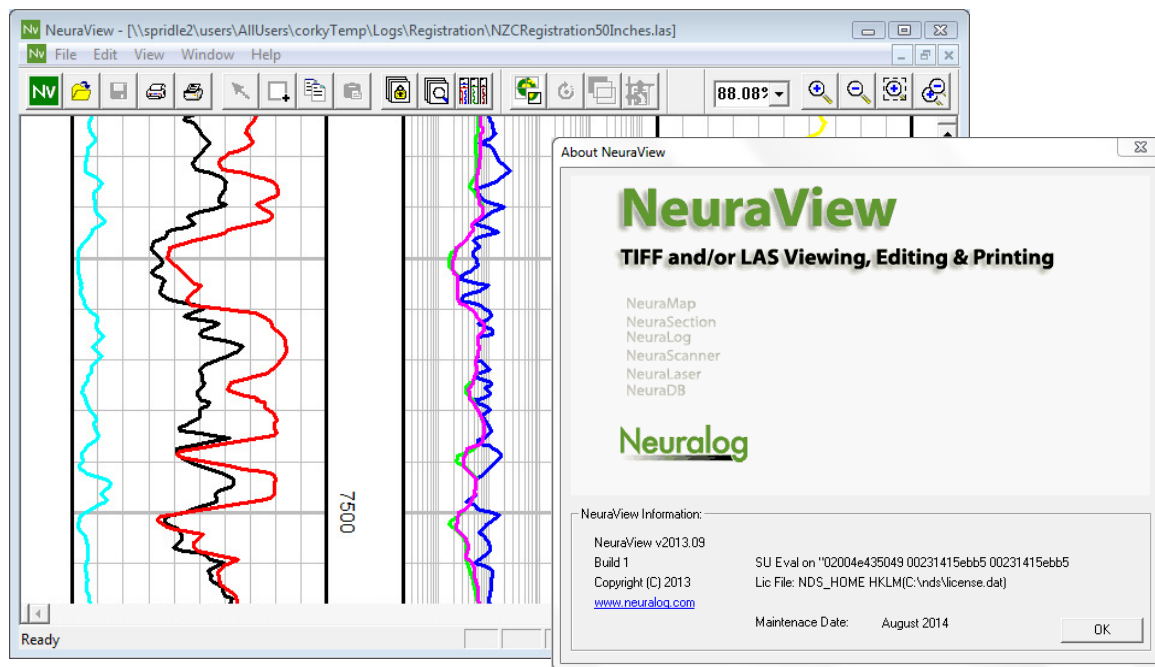 NeuraView - [\\spridle2\users\AllUsers\corkyTemp\Logs\Registration\NZCRegistration50Inches.las]
Nv File Edit View Window Help
Nv
88.08%
7500
Ready
About NeuraView
NeuraView
TIFF and/or LAS Viewing, Editing & Printing
NeuraMap
NeuraSection
NeuraLog
NeuraScanner
NeuraLaser
NeuraDB
Neuralog
NeuraView Information:
NeuraView v2013.09
Build 1
SU Eval on "02004e435049 00231415ebb5 00231415ebb5
Copyright (C) 2013
Lic File: NDS_HOME HKLM(C:\nds\license.dat)
www.neuralog.com
Maintenace Date: August 2014
OK